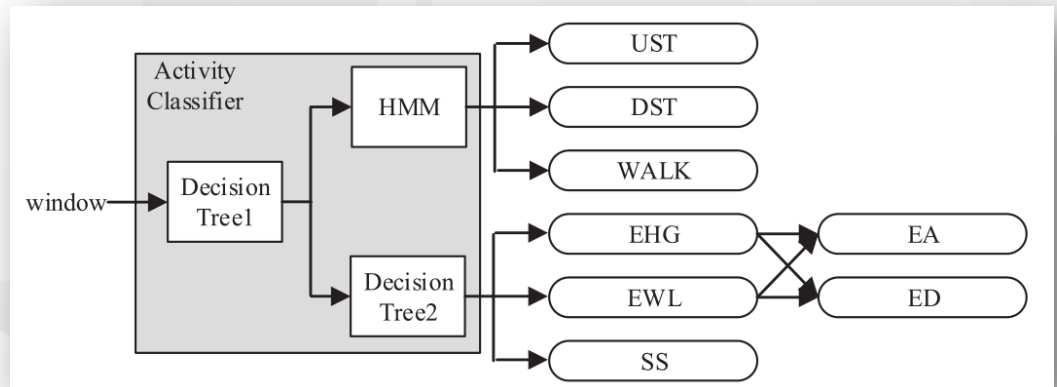 Activity
Classifier
window
Decision
Tree1
HMM
Decision
Tree2
UST
DST
WALK
EHG
EWL
SS
EA
ED